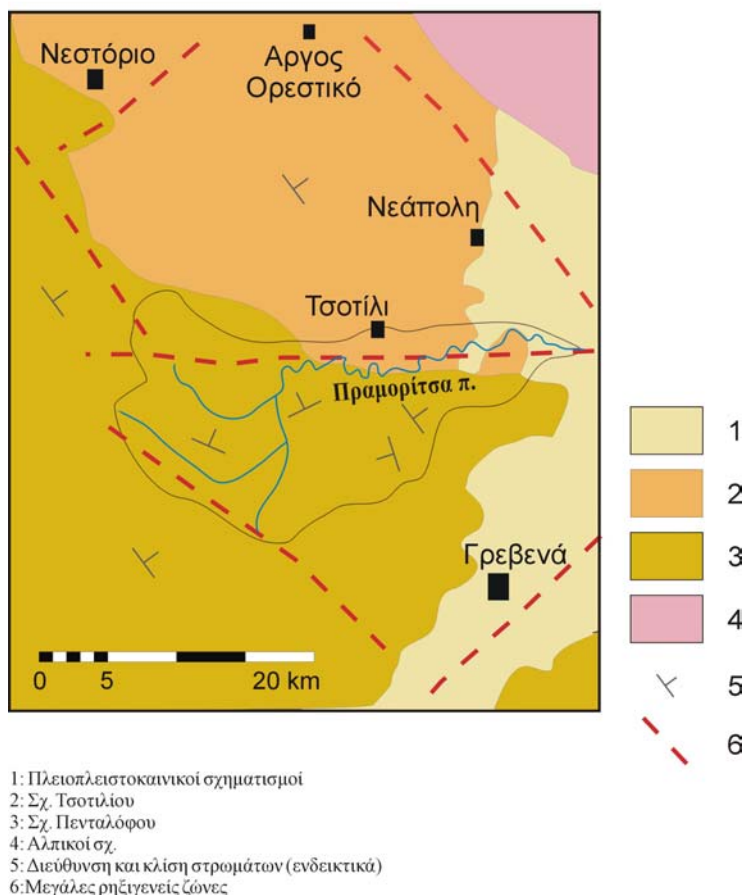 Νεστόριο
Αργος
Ορεστικό
Νεάπολη
Τσοτίλι
Πραμορίτσα π.
Γρεβενά
0 5 20 km
1
2
3
4
5
6
1: Πλειοπλειστοκαινικοί σχηματισμοί
2: Σχ. Τσοτιλίου
3: Σχ. Πενταλόφου
4: Αλπικοί σχ.
5: Διεύθυνση και κλίση στρωμάτων (ενδεικτικά)
6:Μεγάλες ρηξιγενείς ζώνες